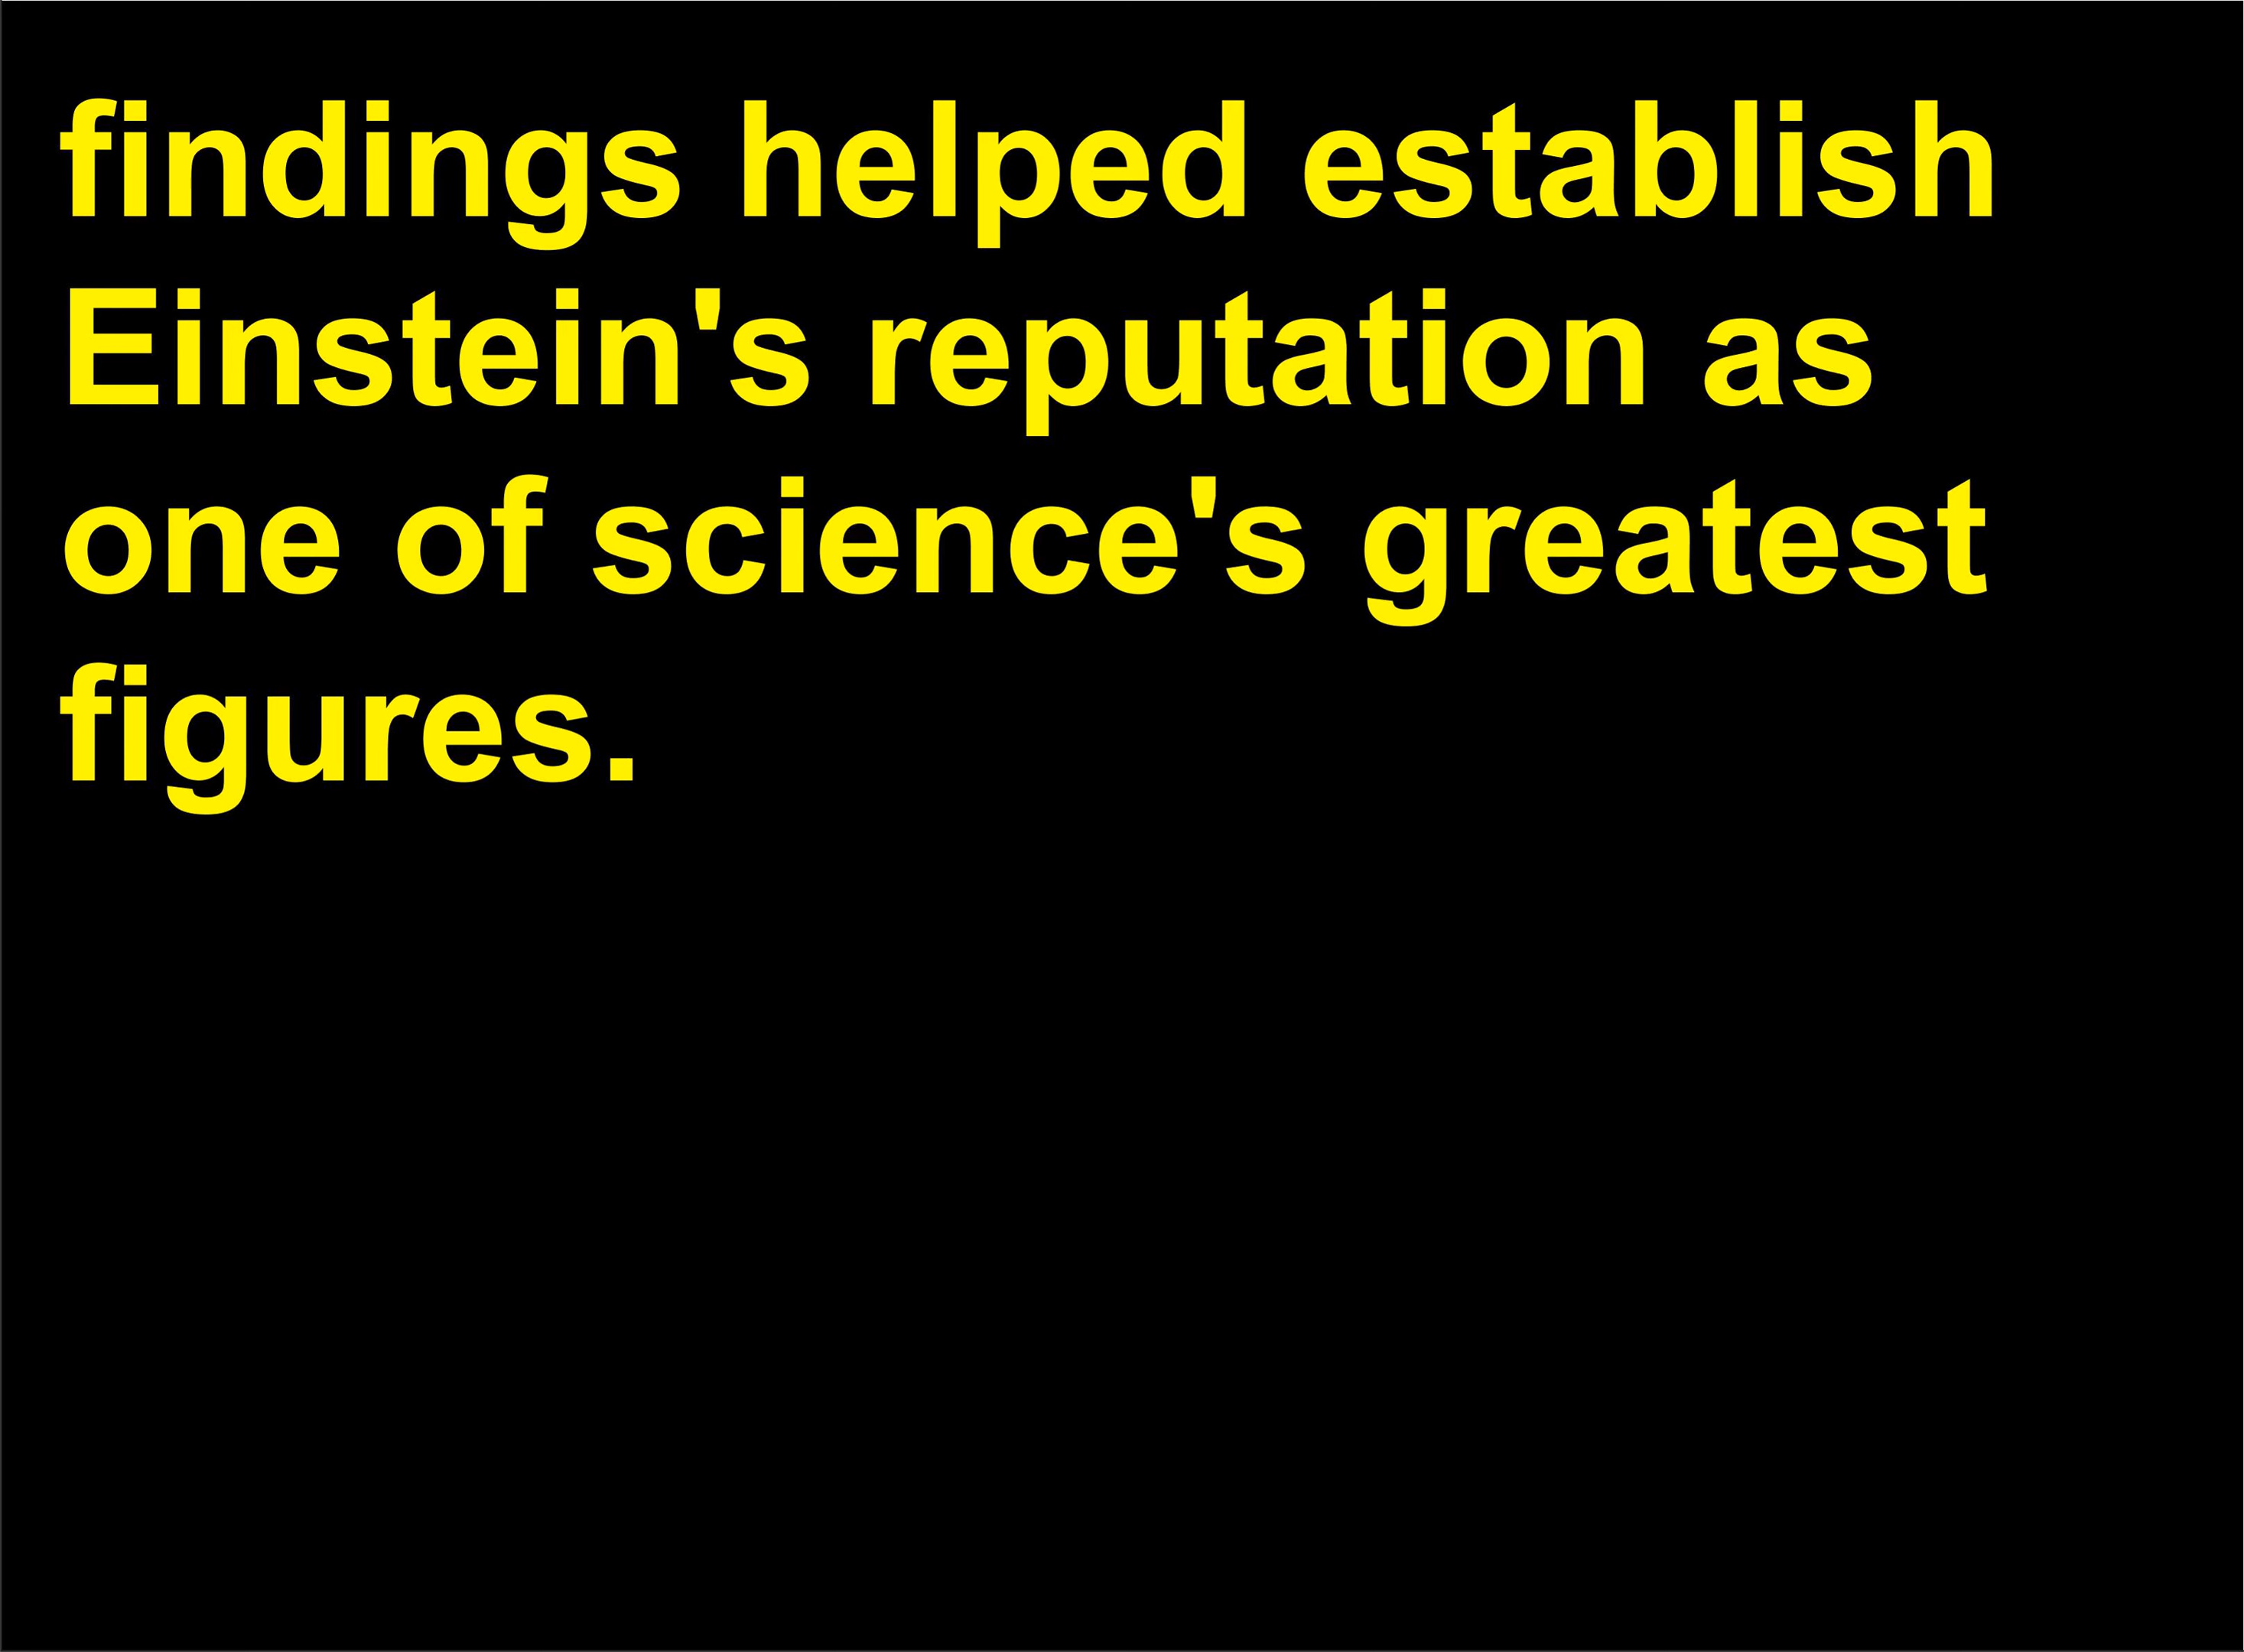 findings helped establish
Einstein's reputation as
one of science's greatest
figures.